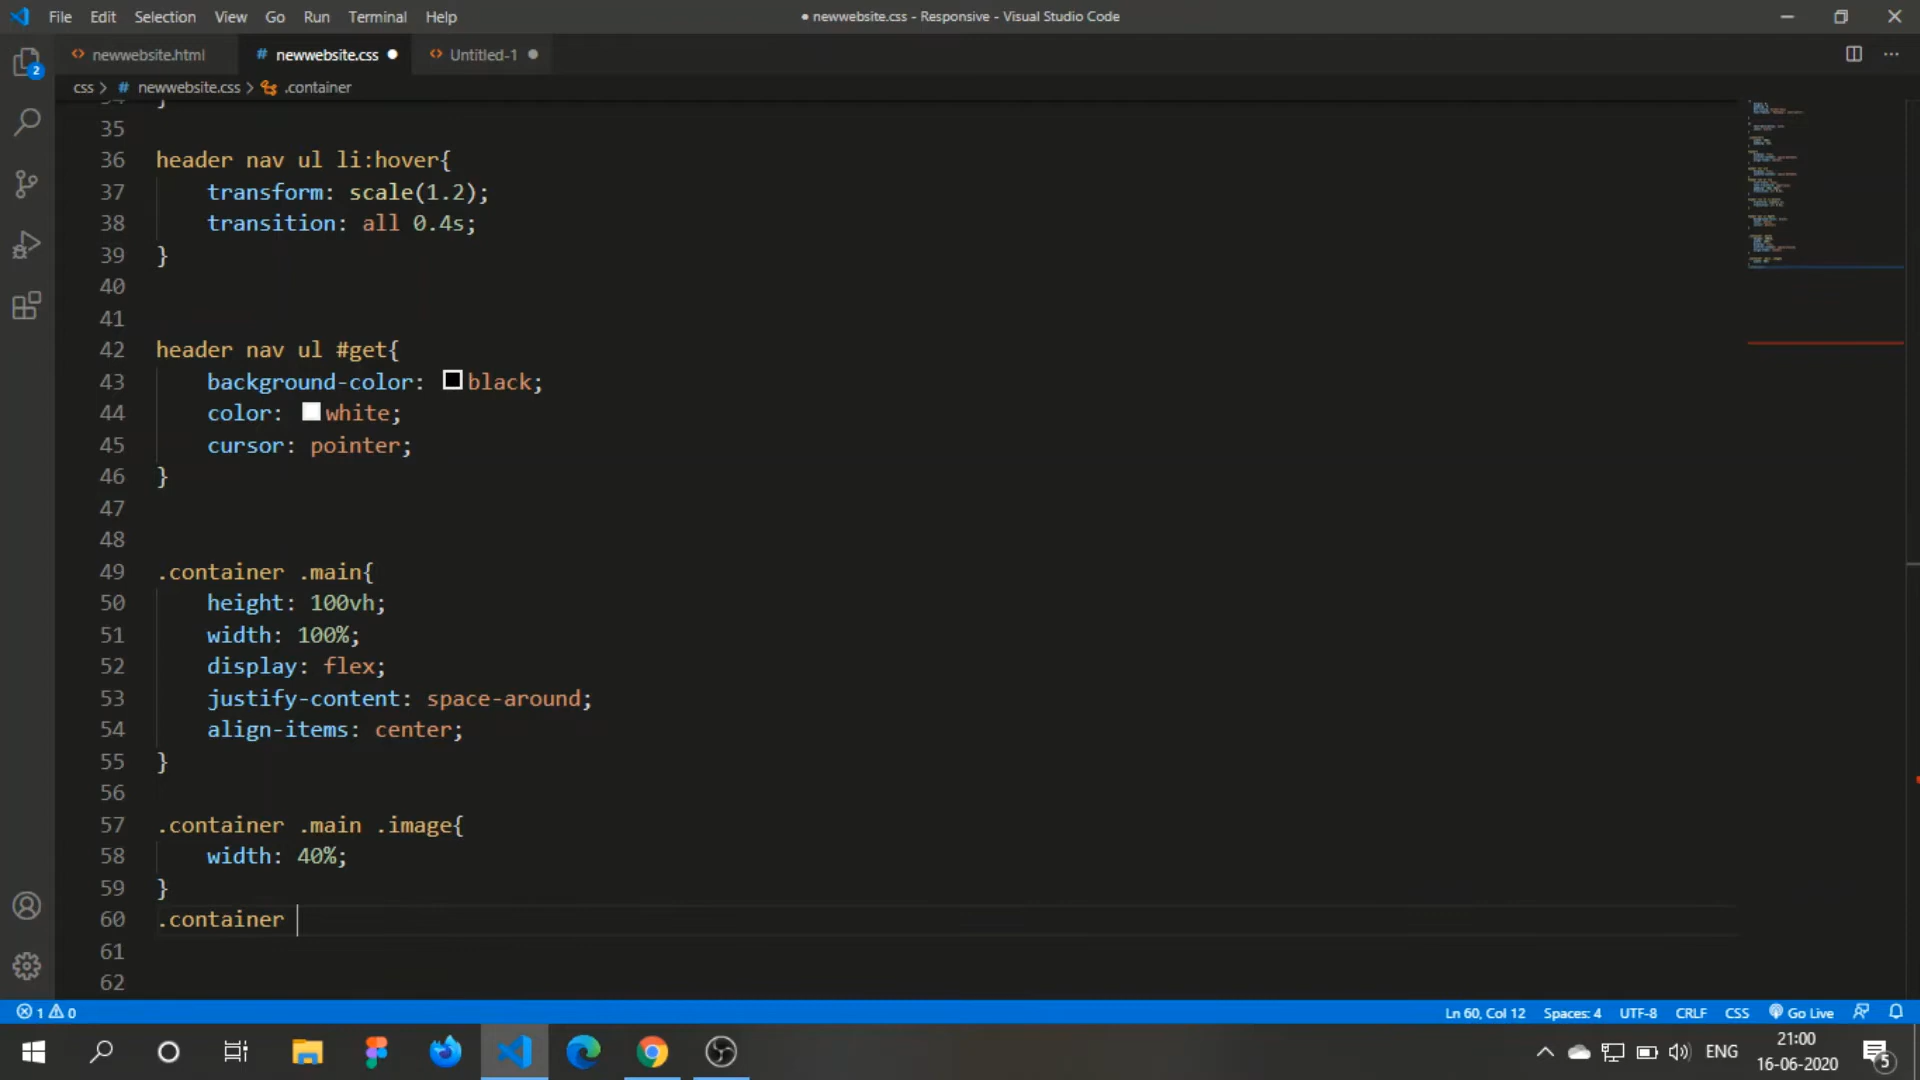 File Edit Selection View Go Run Terminal Help
● newwebsite.css - Responsive - Visual Studio Code
newwebsite.html
# newwebsite.css ●
Untitled-1 ●
2
css > # newwebsite.css > .container
34 }
35
36 header nav ul li:hover{
37 transform: scale(1.2);
38 transition: all 0.4s;
39 }
40
41
42 header nav ul #get{
43 background-color: black;
44 color: white;
45 cursor: pointer;
46 }
47
48
49 .container .main{
50 height: 100vh;
51 width: 100%;
52 display: flex;
53 justify-content: space-around;
54 align-items: center;
55 }
56
57 .container .main .image{
58 width: 40%;
59 }
60 .container
61
62
1 0
Ln 60, Col 12 Spaces: 4 UTF-8 CRLF CSS Go Live
ENG
21:00
16-06-2020
5